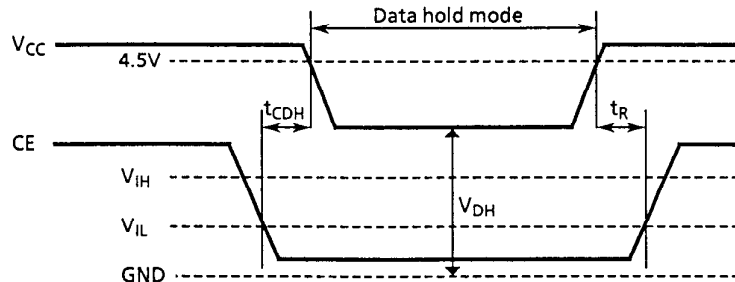 Data hold mode
VCC
4.5V
tCDH
tR
CE
VIH
VDH
VIL
GND